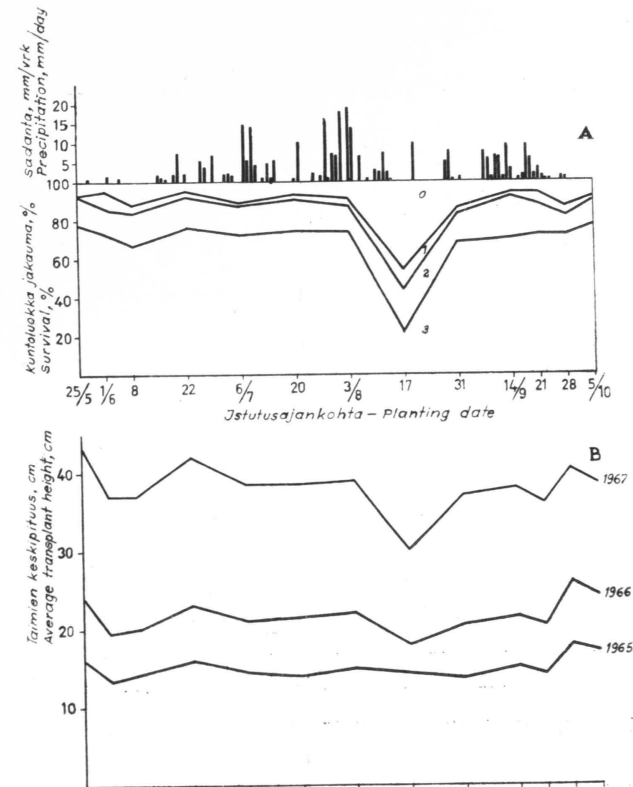 Sadanta, mm/vrk
Precipitation, mm/day
20
15
10
5
A
Kuntoluokka jakauma, %
survival, %
100
80
60
40
20
0
1
2
3
25/5 1/6 8 22 6/7 20 3/8 17 31 14/9 21 28 5/10
Istutusajankohta — Planting date
Taimien keskipituus, cm
Average transplant height, cm
40
30
20
10
B
1967
1966
1965